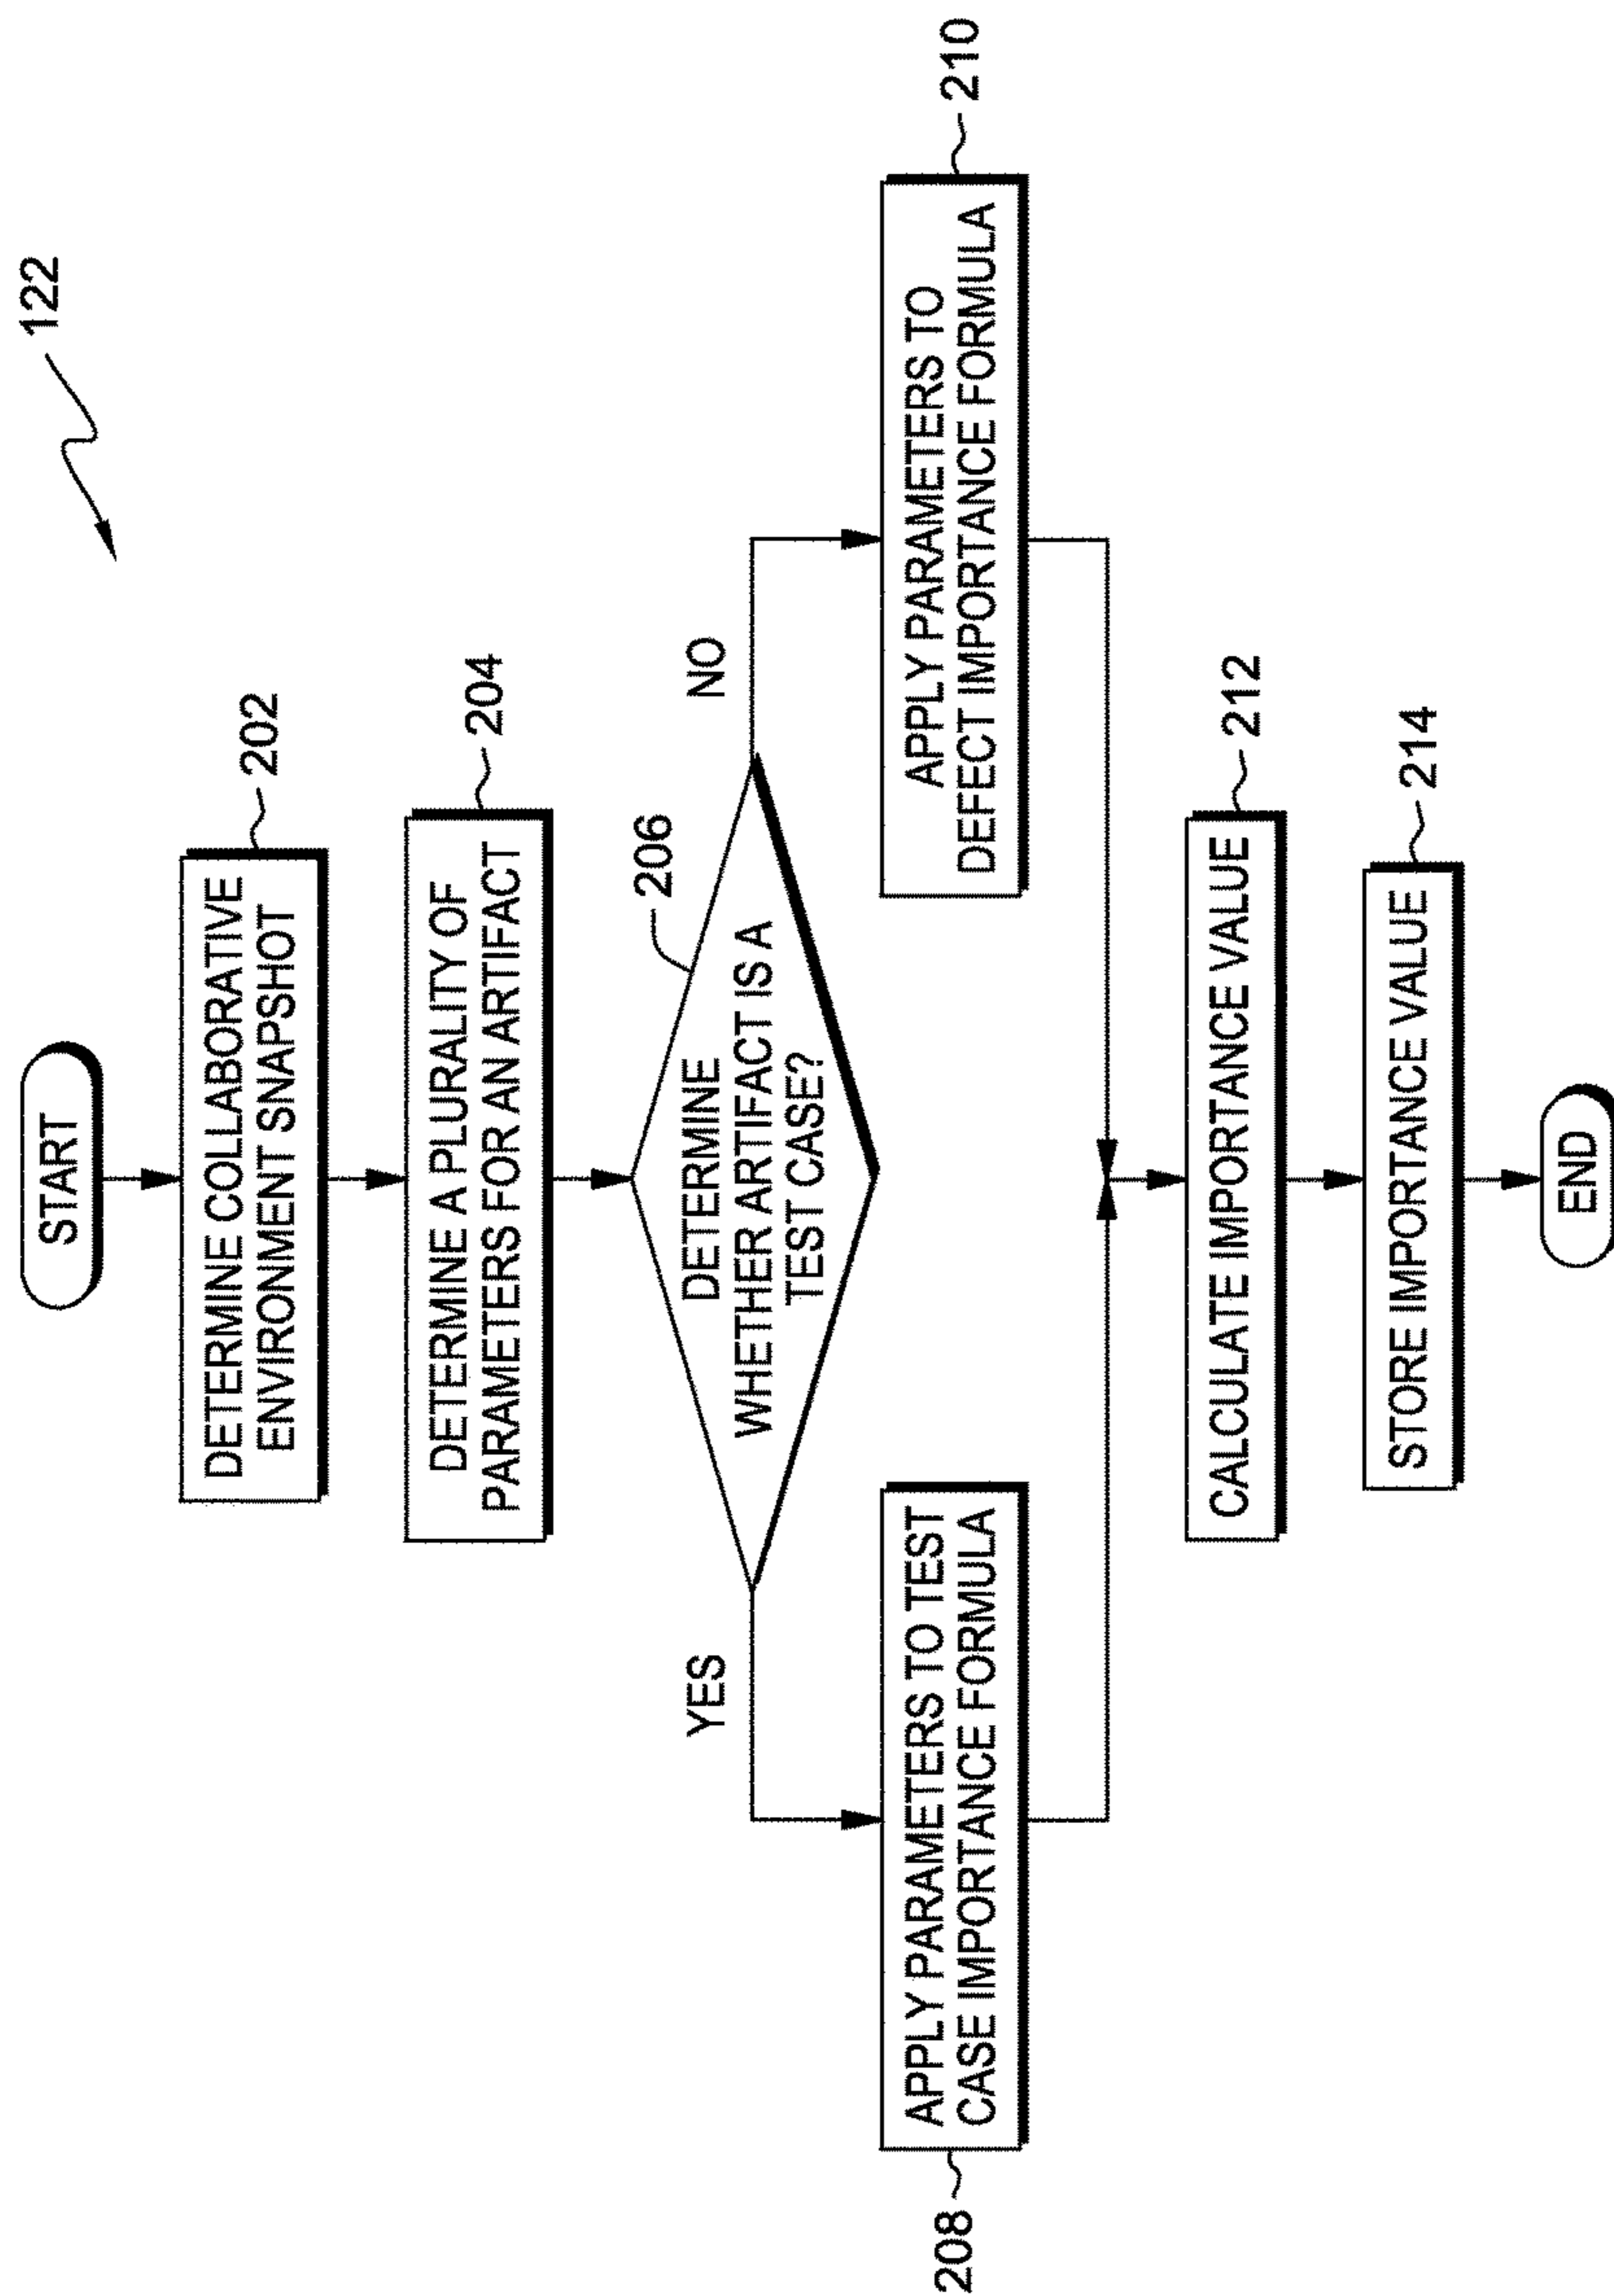 122
START
DETERMINE COLLABORATIVE
ENVIRONMENT SNAPSHOT
202
DETERMINE A PLURALITY OF
PARAMETERS FOR AN ARTIFACT
204
DETERMINE
WHETHER ARTIFACT IS A
TEST CASE?
206
YES
NO
APPLY PARAMETERS TO TEST
CASE IMPORTANCE FORMULA
208
APPLY PARAMETERS TO
DEFECT IMPORTANCE FORMULA
210
CALCULATE IMPORTANCE VALUE
212
STORE IMPORTANCE VALUE
214
END